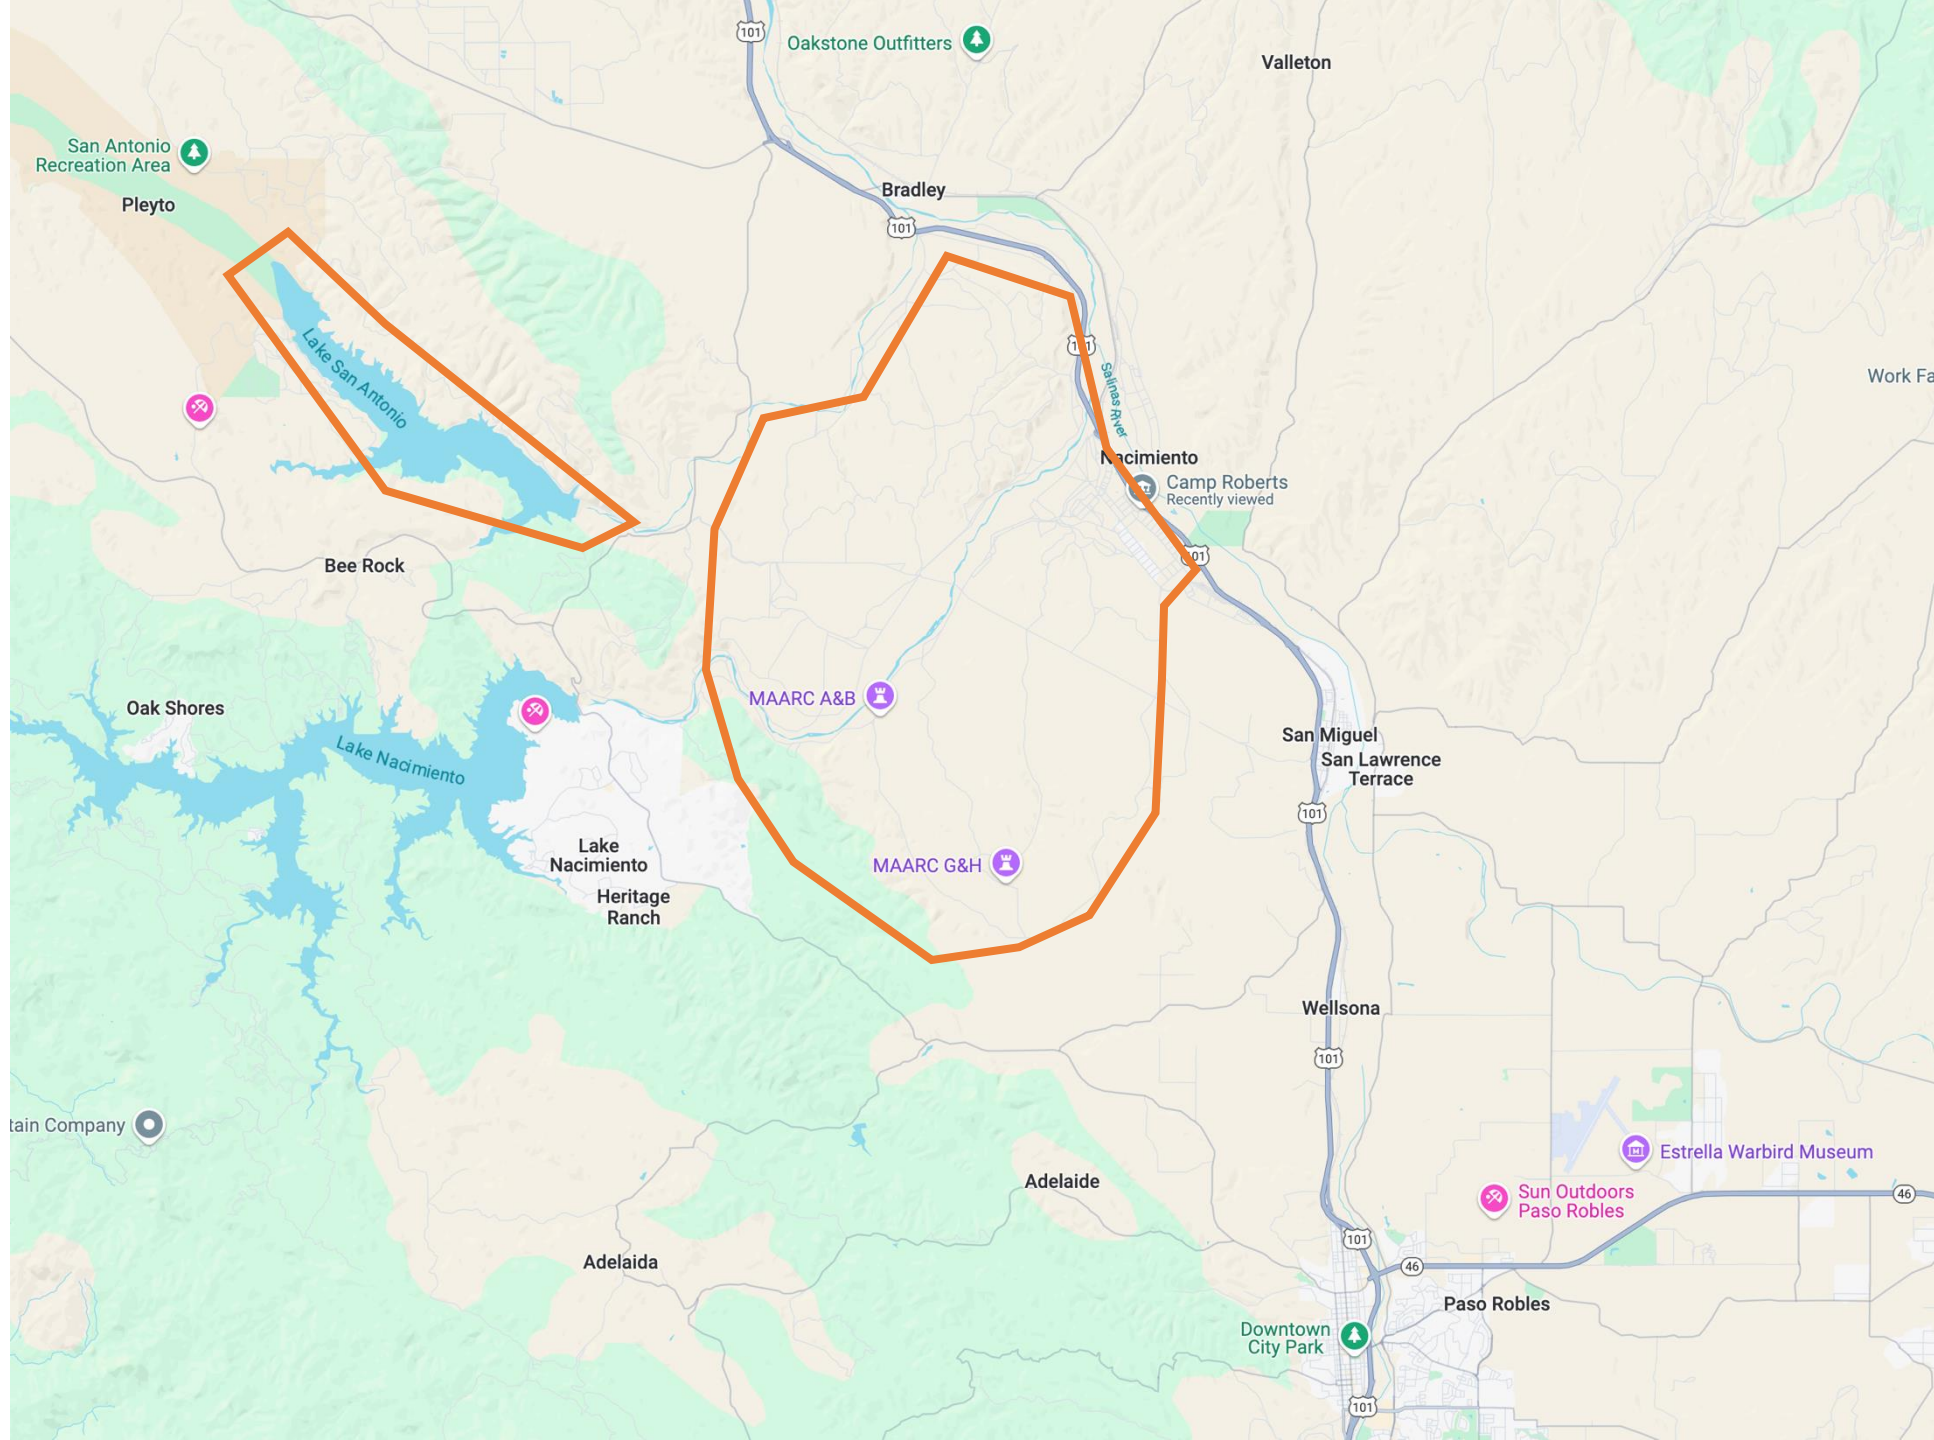 101
Oakstone Outfitters
Valleton
San Antonio
Recreation Area
Pleyto
Bradley
101
Lake San Antonio
101
Salinas River
Work Fa
Nacimiento
Camp Roberts
Recently viewed
101
Bee Rock
Oak Shores
MAARC A&B
San Miguel
San Lawrence
Terrace
Lake Nacimiento
101
Lake
Nacimiento
MAARC G&H
Heritage
Ranch
Wellsona
101
tain Company
Estrella Warbird Museum
Adelaide
Sun Outdoors
Paso Robles
46
101
Adelaida
46
Paso Robles
Downtown
City Park
101